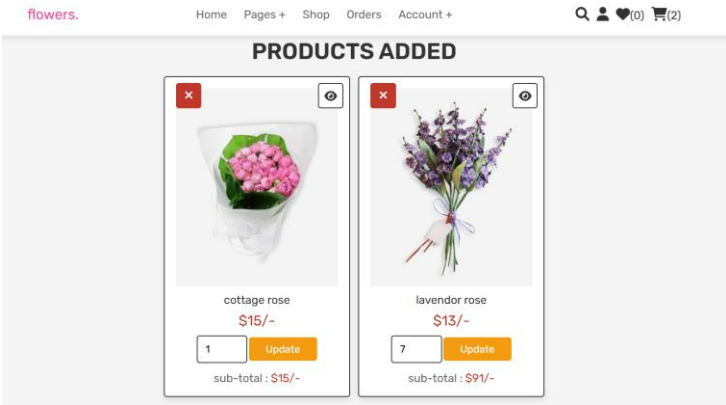 flowers.
Home Pages + Shop Orders Account + (0) (2)
PRODUCTS ADDED
cottage rose
$15/-
1 Update
sub-total : $15/-
lavendor rose
$13/-
7 Update
sub-total : $91/-